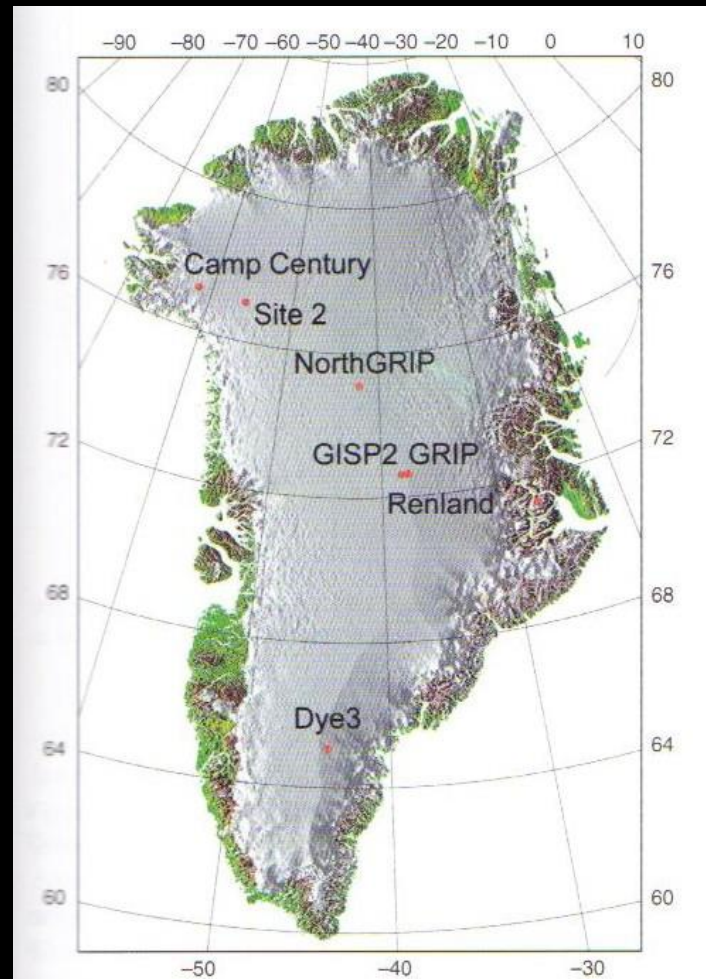 −90 −80 −70 −60 −50 −40 −30 −20 −10 0 10
80 80
Camp Century
76 76
Site 2
NorthGRIP
72 72
GISP2 GRIP
Renland
68 68
Dye3
64 64
60 60
−50 −40 −30